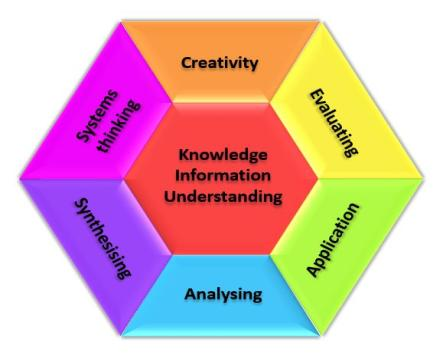 Creativity
Evaluating
Application
Analysing
Synthesising
Systems
thinking
Knowledge
Information
Understanding